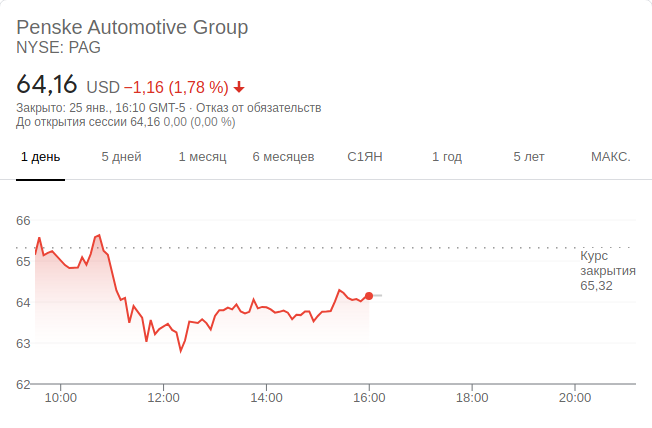 Penske Automotive Group
NYSE: PAG
64,16 USD −1,16 (1,78 %)
Закрыто: 25 янв., 16:10 GMT-5 · Отказ от обязательств
До открытия сессии 64,16 0,00 (0,00 %)
1 день 5 дней 1 месяц 6 месяцев С1ЯН 1 год 5 лет МАКС.
66
65
64
63
62
Курс
закрытия
65,32
10:00 12:00 14:00 16:00 18:00 20:00